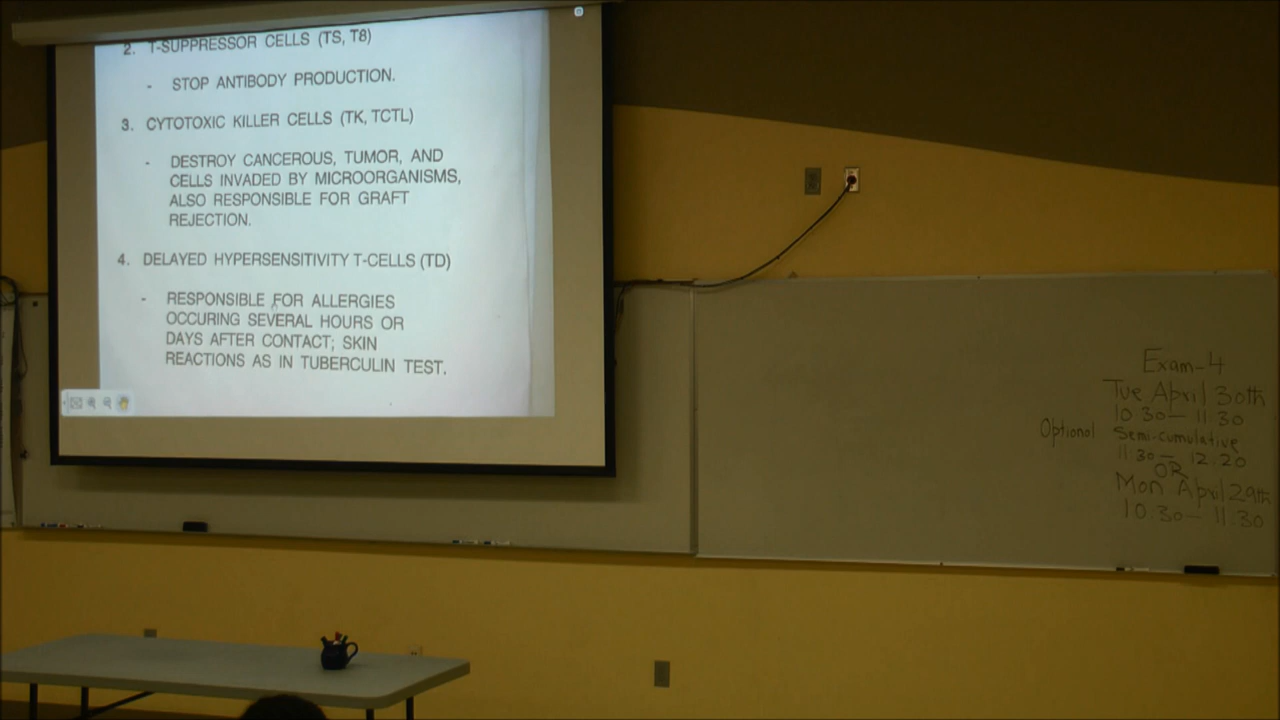 2. T-SUPPRESSOR CELLS (TS, T8)
- STOP ANTIBODY PRODUCTION.
3. CYTOTOXIC KILLER CELLS (TK, TCTL)
- DESTROY CANCEROUS, TUMOR, AND
CELLS INVADED BY MICROORGANISMS,
ALSO RESPONSIBLE FOR GRAFT
REJECTION.
4. DELAYED HYPERSENSITIVITY T-CELLS (TD)
- RESPONSIBLE FOR ALLERGIES
OCCURING SEVERAL HOURS OR
DAYS AFTER CONTACT; SKIN
REACTIONS AS IN TUBERCULIN TEST.
Exam-4
Tue April 30th
10 30 - 11 30
Optional Semi-cumulative
11:30 - 12:20
OR
Mon April 29th
10 30 - 11:30